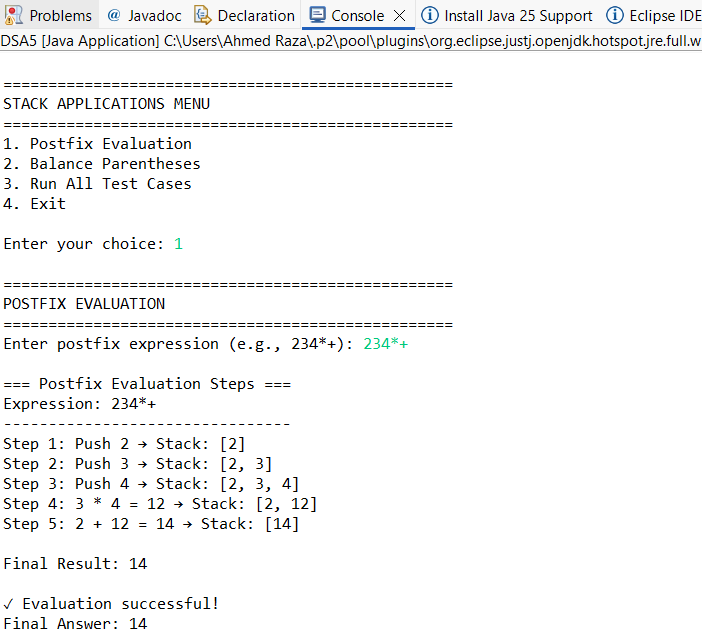 Problems @ Javadoc Declaration Console Install Java 25 Support Eclipse IDE
DSA5 [Java Application] C:\Users\Ahmed Raza\.p2\pool\plugins\org.eclipse.justj.openjdk.hotspot.jre.full.w
==================================================
STACK APPLICATIONS MENU
==================================================
1. Postfix Evaluation
2. Balance Parentheses
3. Run All Test Cases
4. Exit
Enter your choice: 1
==================================================
POSTFIX EVALUATION
==================================================
Enter postfix expression (e.g., 234*+): 234*+
=== Postfix Evaluation Steps ===
Expression: 234*+
--------------------------------
Step 1: Push 2 → Stack: [2]
Step 2: Push 3 → Stack: [2, 3]
Step 3: Push 4 → Stack: [2, 3, 4]
Step 4: 3 * 4 = 12 → Stack: [2, 12]
Step 5: 2 + 12 = 14 → Stack: [14]
Final Result: 14
✓ Evaluation successful!
Final Answer: 14